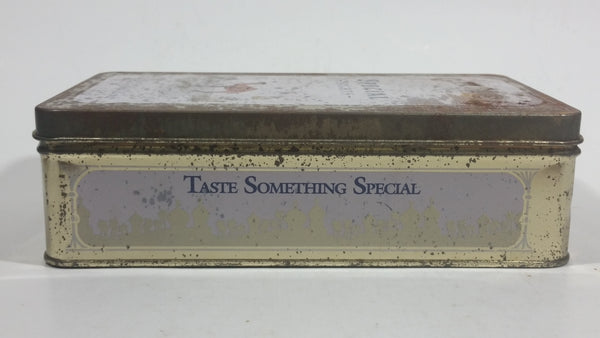 Taste Something Special